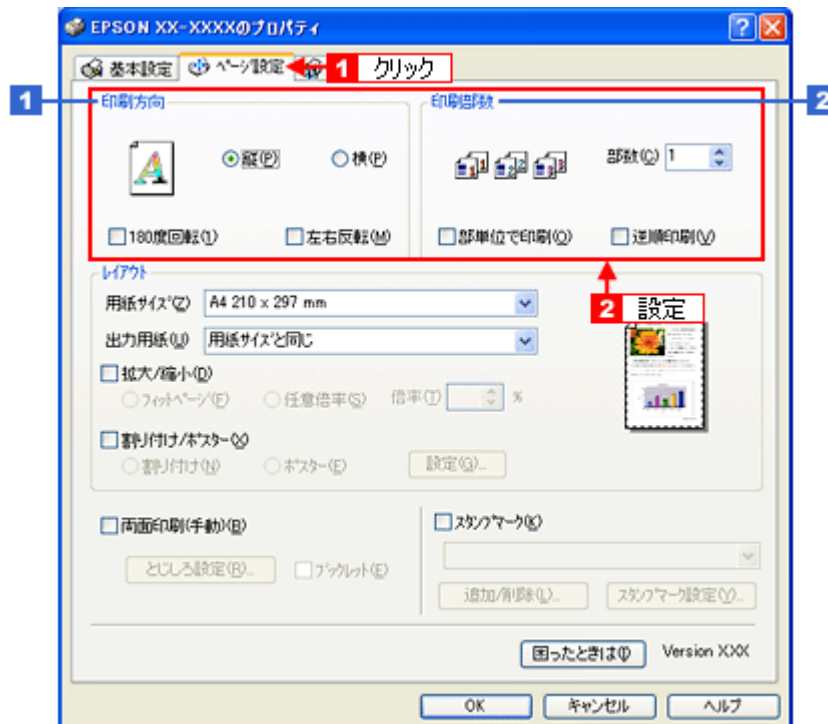 EPSON XX-XXXXのプロパティ
基本設定 ページ設定 1 クリック
1 印刷方向 印刷部数 2
縦(P) 横(P) 部数(C) 1
180度回転(1) 左右反転(M) 部単位で印刷(O) 逆順印刷(V)
レイアウト
2 設定
用紙サイズ(Z) A4 210 x 297 mm
出力用紙(U) 用紙サイズと同じ
拡大/縮小(D)
フィットページ(F) 任意倍率(S) 倍率(T) %
割り付け/ポスター(X)
割り付け(N) ポスター(E) 設定(G)...
両面印刷(手動)(B) スタンプマーク(K)
とじしろ設定(R)... ブックレット(E)
追加/削除(L)... スタンプマーク設定(Y)...
困ったときは(I) Version XXX
OK キャンセル ヘルプ